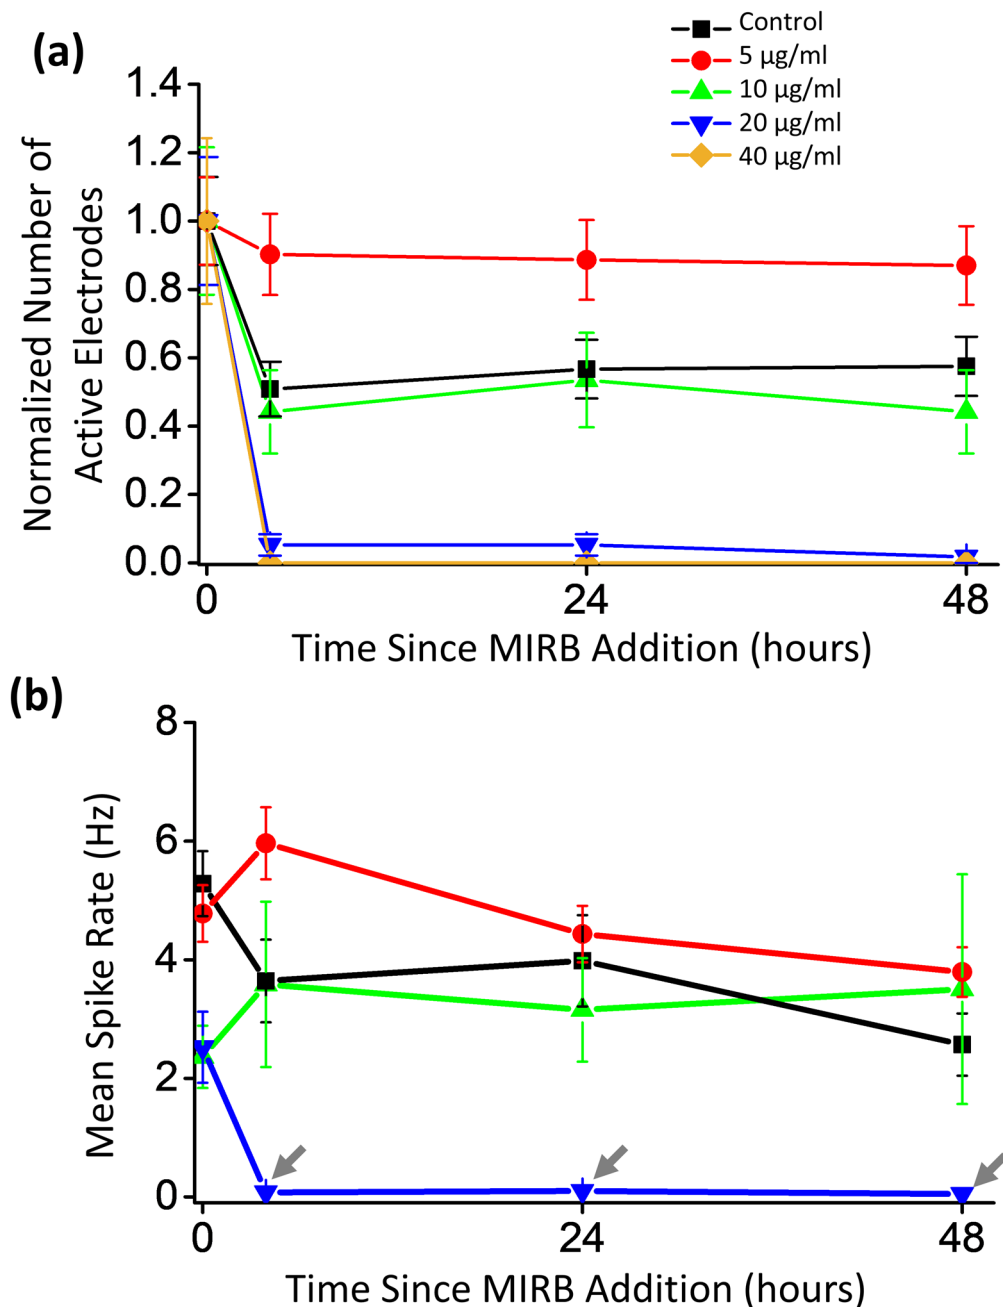 (a)
Control
5 µg/ml
10 µg/ml
20 µg/ml
40 µg/ml
Normalized Number of
Active Electrodes
1.4
1.2
1.0
0.8
0.6
0.4
0.2
0.0
0
24
48
Time Since MIRB Addition (hours)
(b)
Mean Spike Rate (Hz)
8
6
4
2
0
0
24
48
Time Since MIRB Addition (hours)